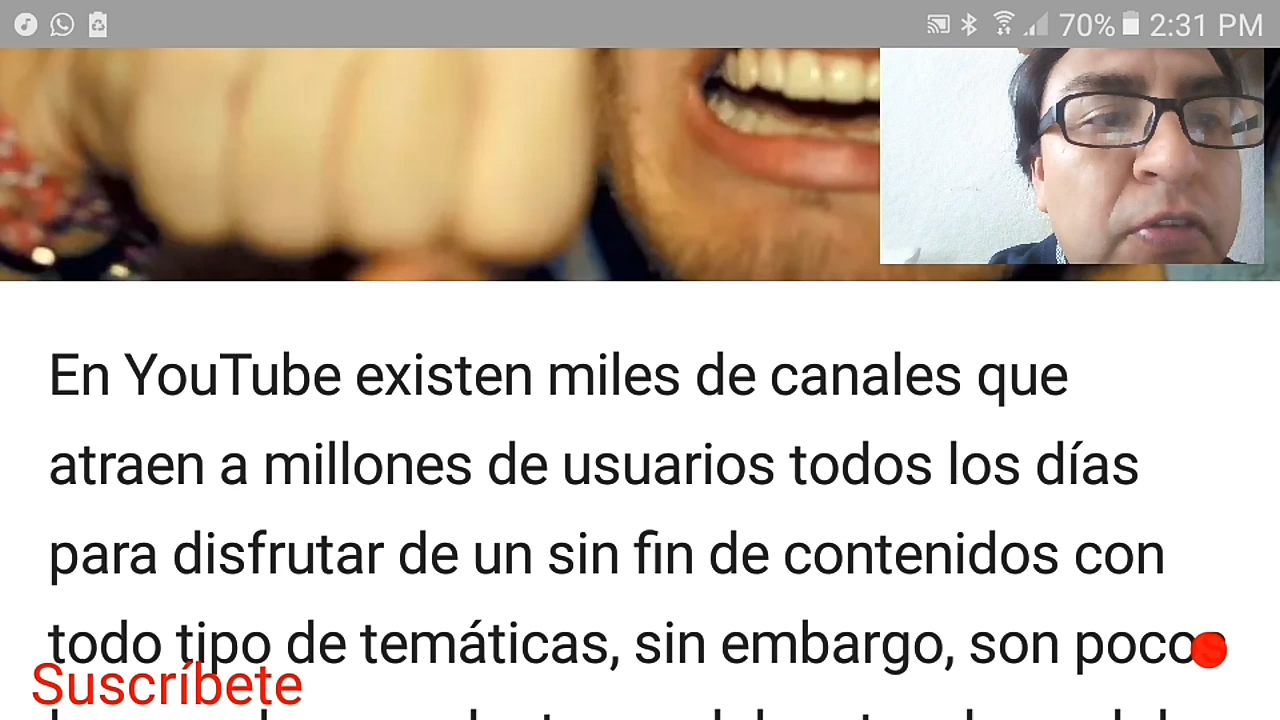 70% 2:31 PM
En YouTube existen miles de canales que
atraen a millones de usuarios todos los días
para disfrutar de un sin fin de contenidos con
todo tipo de temáticas, sin embargo, son pocos
Suscríbete